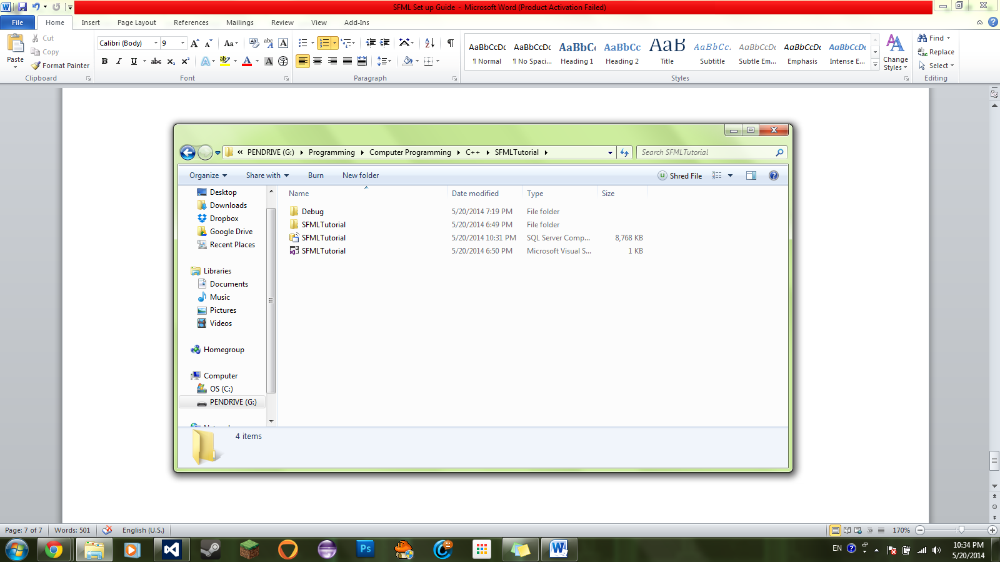 SFML Set up Guide - Microsoft Word (Product Activation Failed)
File Home Insert Page Layout References Mailings Review View Add-Ins
Paste
Cut
Copy
Format Painter
Clipboard
Calibri (Body) 9
Font
Paragraph
AaBbCcDc AaBbCcDc AaBbC AaBbCc AaB AaBbCc. AaBbCcDc AaBbCcDc AaBbCcDc
¶ Normal ¶ No Spaci... Heading 1 Heading 2 Title Subtitle Subtle Em... Emphasis Intense E...
Change Styles
Styles
Find
Replace
Select
Editing
« PENDRIVE (G:) Programming Computer Programming C++ SFMLTutorial
Search SFMLTutorial
Organize Share with Burn New folder Shred File
Desktop
Downloads
Dropbox
Google Drive
Recent Places
Libraries
Documents
Music
Pictures
Videos
Homegroup
Computer
OS (C:)
PENDRIVE (G:)
Name Date modified Type Size
Debug 5/20/2014 7:19 PM File folder
SFMLTutorial 5/20/2014 6:49 PM File folder
SFMLTutorial 5/20/2014 10:31 PM SQL Server Comp... 8,768 KB
SFMLTutorial 5/20/2014 6:50 PM Microsoft Visual S... 1 KB
4 items
Page: 7 of 7 Words: 501 English (U.S.) 170%
EN
10:34 PM
5/20/2014